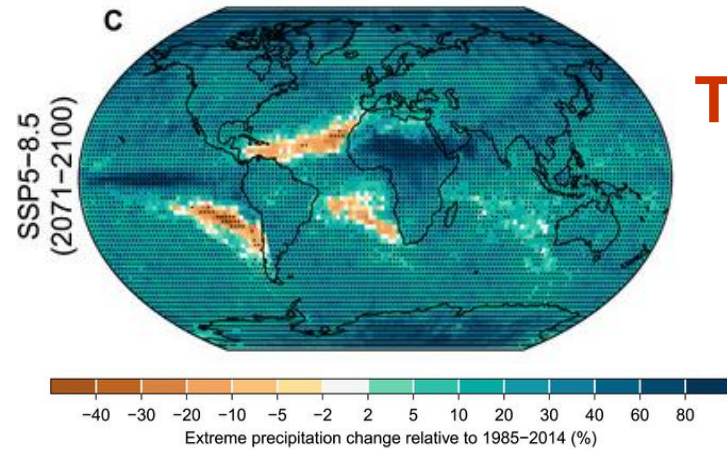 C
T
SSP5−8.5
(2071−2100)
−40 −30 −20 −10 −5 −2 2 5 10 20 30 40 60 80
Extreme precipitation change relative to 1985−2014 (%)